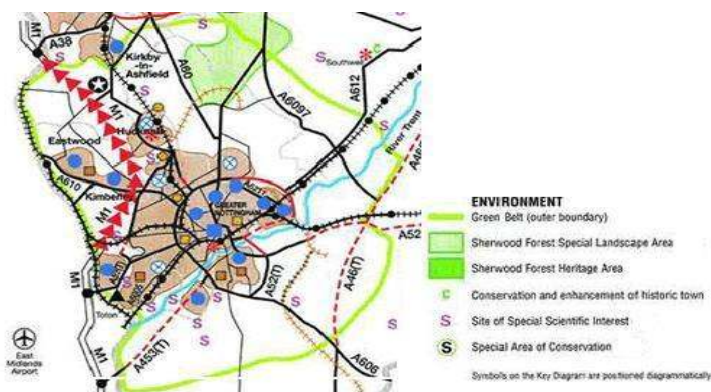 M1
A38
Kirkby
-in-
Ashfield
S
A60
S
Southwell
C
A612
A6097
M1
Hucknall
Eastwood
River Trent
A610
Kimberley
M1
GREATER
NOTTINGHAM
A52
A52(T)
A46(T)
M1
Toton
A453(T)
A606
M1
East
Midlands
Airport
ENVIRONMENT
Green Belt (outer boundary)
Sherwood Forest Special Landscape Area
Sherwood Forest Heritage Area
C Conservation and enhancement of historic town
S Site of Special Scientific Interest
S Special Area of Conservation
Symbols on the Key Diagram are positioned diagrammatically